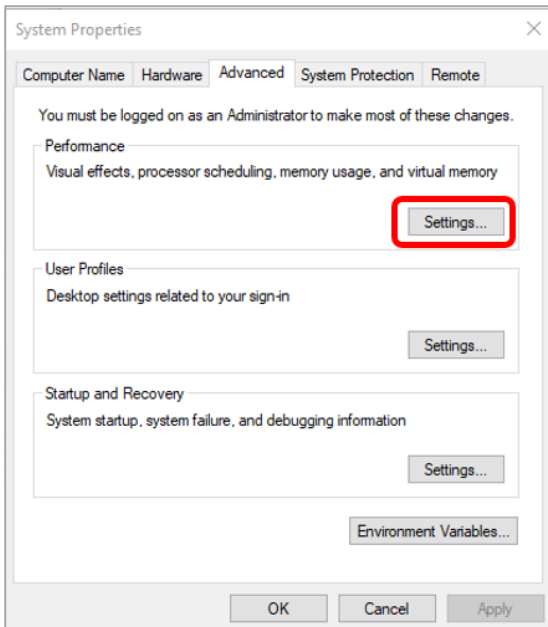 System Properties
Computer Name Hardware Advanced System Protection Remote
You must be logged on as an Administrator to make most of these changes.
Performance
Visual effects, processor scheduling, memory usage, and virtual memory
Settings...
User Profiles
Desktop settings related to your sign-in
Settings...
Startup and Recovery
System startup, system failure, and debugging information
Settings...
Environment Variables...
OK Cancel Apply